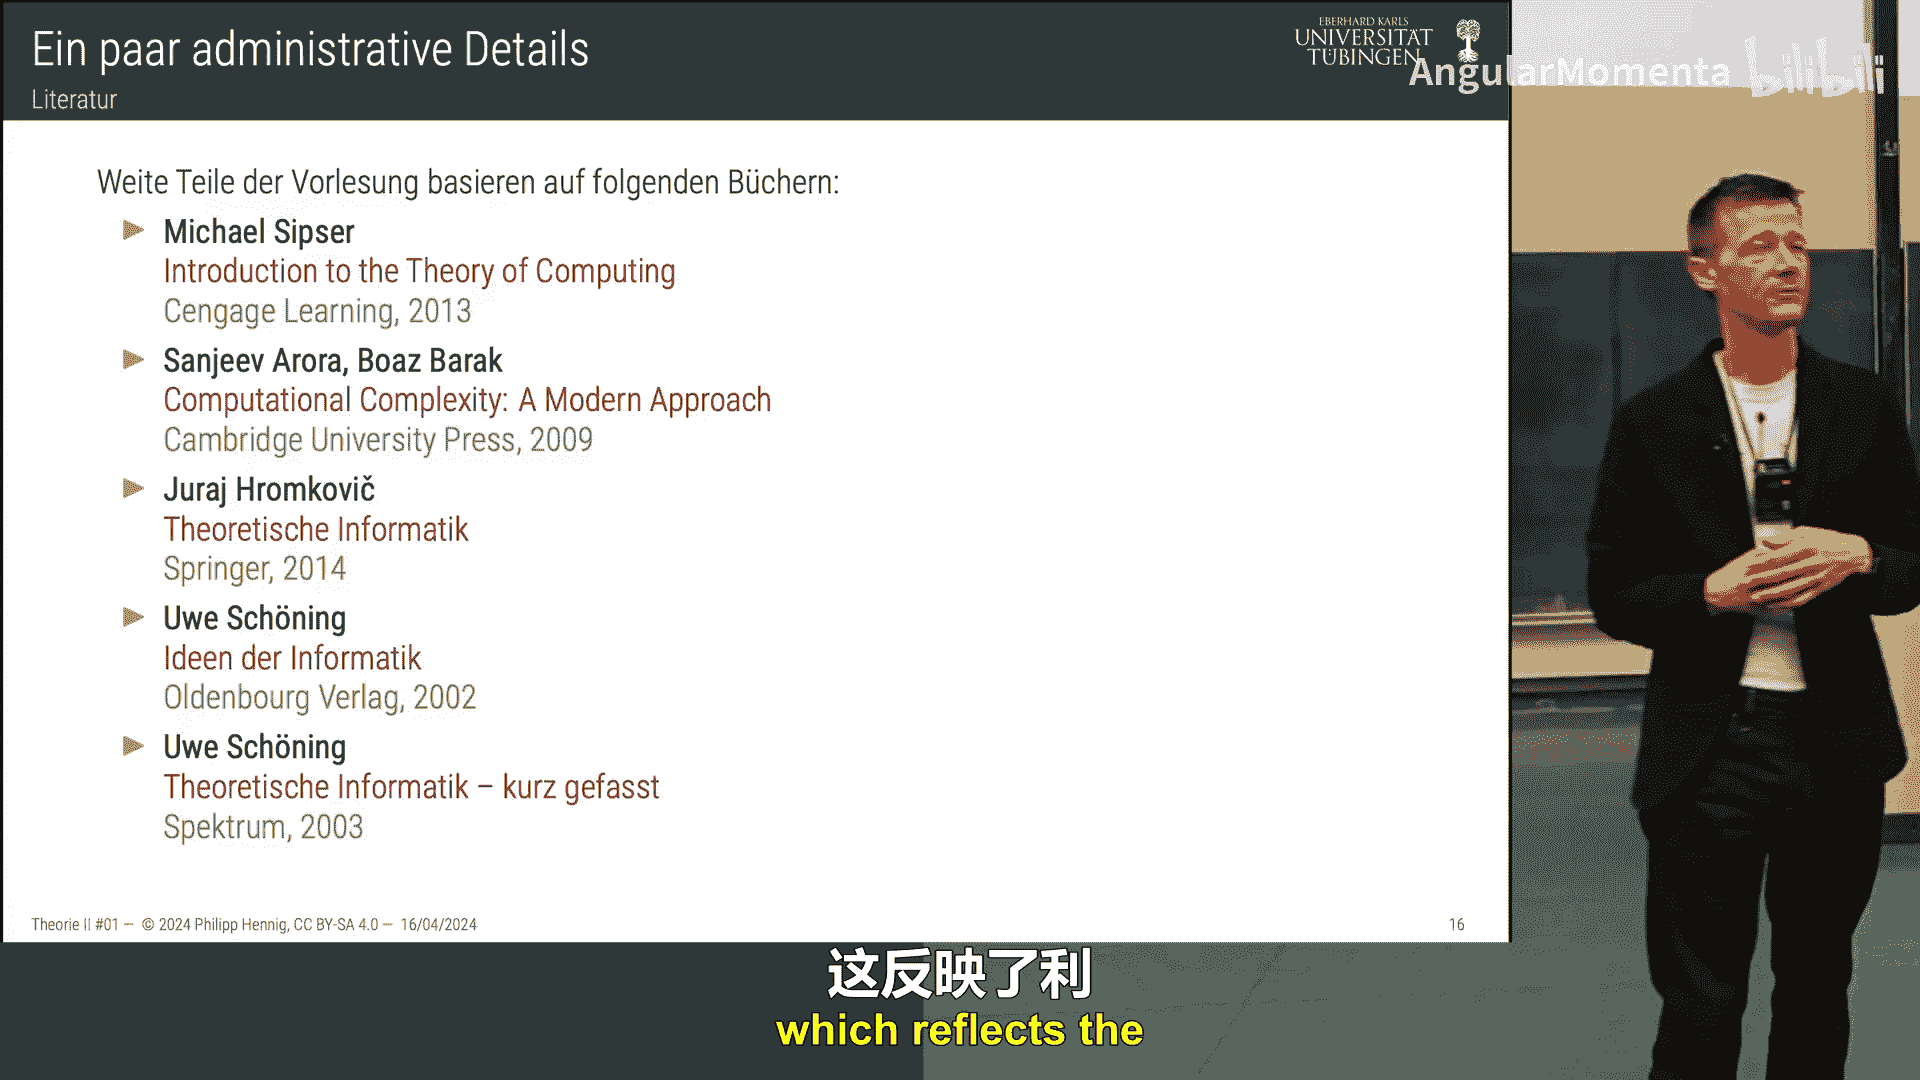 Ein paar administrative Details
Literatur
EBERHARD KARLS
UNIVERSITÄT
TÜBINGEN
AngularMomenta bilibili
Weite Teile der Vorlesung basieren auf folgenden Büchern:
Michael Sipser
Introduction to the Theory of Computing
Cengage Learning, 2013
Sanjeev Arora, Boaz Barak
Computational Complexity: A Modern Approach
Cambridge University Press, 2009
Juraj Hromkovič
Theoretische Informatik
Springer, 2014
Uwe Schöning
Ideen der Informatik
Oldenbourg Verlag, 2002
Uwe Schöning
Theoretische Informatik – kurz gefasst
Spektrum, 2003
Theorie II #01 — © 2024 Philipp Hennig, CC BY-SA 4.0 — 16/04/2024
16
这反映了利
which reflects the